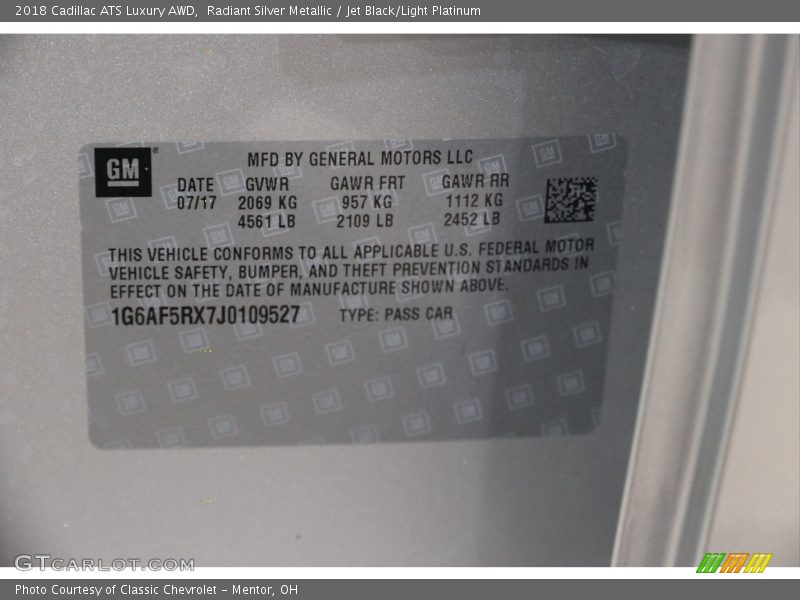 2018 Cadillac ATS Luxury AWD,  Radiant Silver Metallic / Jet Black/Light Platinum
GM
MFD BY GENERAL MOTORS LLC
DATE GVWR GAWR FRT GAWR RR
07/17 2069 KG 957 KG 1112 KG
4561 LB 2109 LB 2452 LB
THIS VEHICLE CONFORMS TO ALL APPLICABLE U.S. FEDERAL MOTOR
VEHICLE SAFETY, BUMPER, AND THEFT PREVENTION STANDARDS IN
EFFECT ON THE DATE OF MANUFACTURE SHOWN ABOVE.
1G6AF5RX7J0109527 TYPE: PASS CAR
GTCARLOT.COM
Photo Courtesy of Classic Chevrolet - Mentor, OH